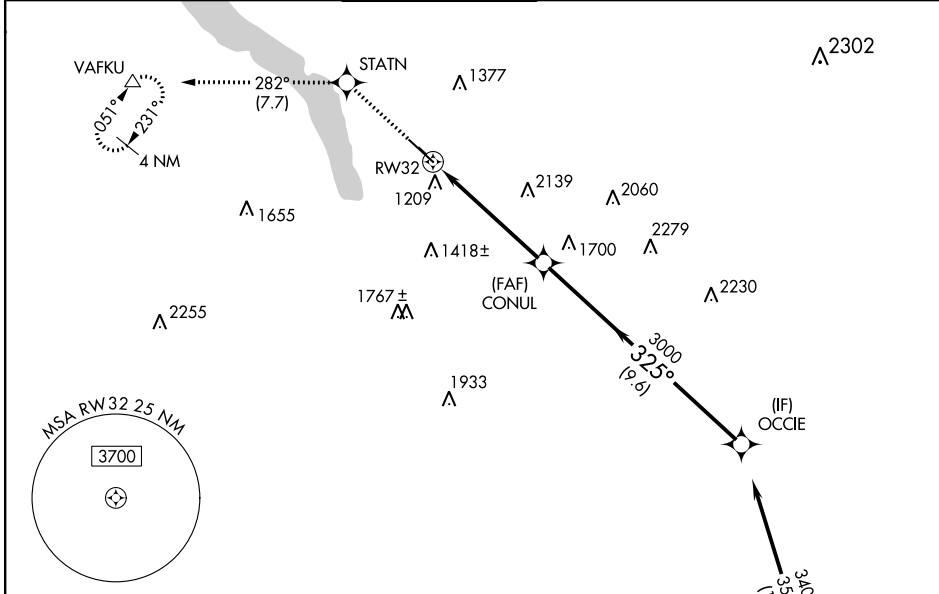 2302
STATN
VAFKU
1377
282°
(7.7)
051°
231°
4 NM
RW32
2139
2060
1209
1655
1700
2279
1418±
(FAF)
CONUL
1767 ±
2230
2255
3000
325°
(9.6)
1933
(IF)
OCCIE
MSA RW32 25 NM
3700